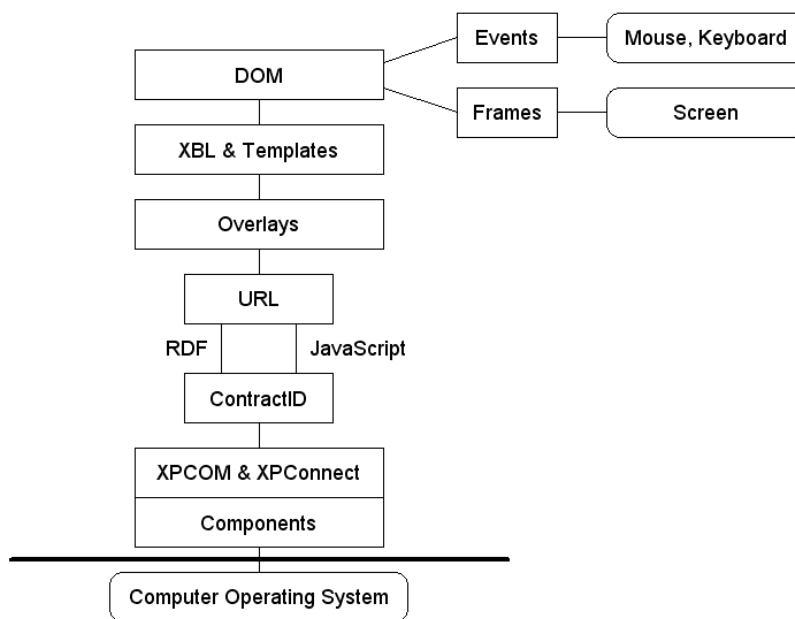 Events
Mouse, Keyboard
DOM
Frames
Screen
XBL & Templates
Overlays
URL
RDF
JavaScript
ContractID
XPCOM & XPConnect
Components
Computer Operating System